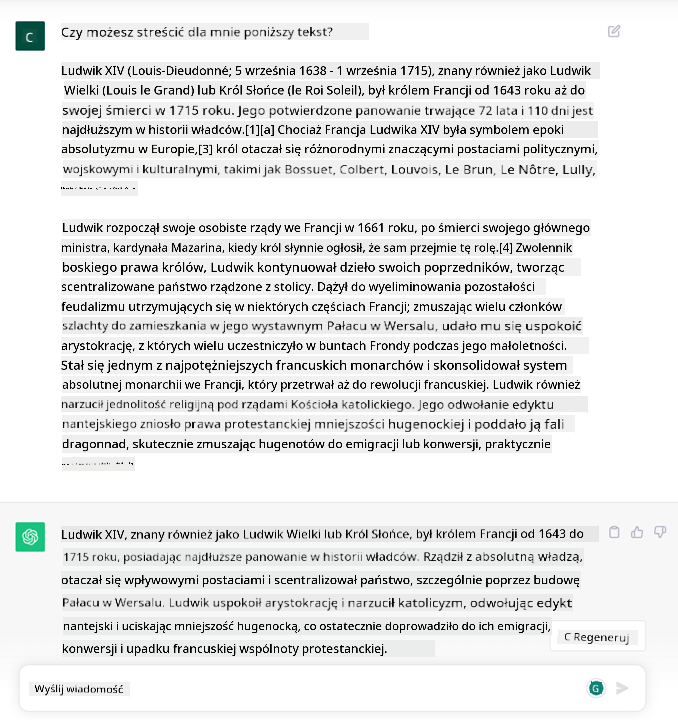 C
Czy możesz streścić dla mnie poniższy tekst?
Ludwik XIV (Louis-Dieudonné; 5 września 1638 - 1 września 1715), znany również jako Ludwik
Wielki (Louis le Grand) lub Król Słońce (le Roi Soleil), był królem Francji od 1643 roku aż do
swojej śmierci w 1715 roku. Jego potwierdzone panowanie trwające 72 lata i 110 dni jest
najdłuższym w historii władców.[1][a] Chociaż Francja Ludwika XIV była symbolem epoki
absolutyzmu w Europie,[3] król otaczał się różnorodnymi znaczącymi postaciami politycznymi,
wojskowymi i kulturalnymi, takimi jak Bossuet, Colbert, Louvois, Le Brun, Le Nôtre, Lully,
Ludwik rozpoczął swoje osobiste rządy we Francji w 1661 roku, po śmierci swojego głównego
ministra, kardynała Mazarina, kiedy król słynnie ogłosił, że sam przejmie tę rolę.[4] Zwolennik
boskiego prawa królów, Ludwik kontynuował dzieło swoich poprzedników, tworząc
scentralizowane państwo rządzone z stolicy. Dążył do wyeliminowania pozostałości
feudalizmu utrzymujących się w niektórych częściach Francji; zmuszając wielu członków
szlachty do zamieszkania w jego wystawnym Pałacu w Wersalu, udało mu się uspokoić
arystokrację, z których wielu uczestniczyło w buntach Frondy podczas jego małoletności.
Stał się jednym z najpotężniejszych francuskich monarchów i skonsolidował system
absolutnej monarchii we Francji, który przetrwał aż do rewolucji francuskiej. Ludwik również
narzucił jednolitość religijną pod rządami Kościoła katolickiego. Jego odwołanie edyktu
nantejskiego zniosło prawa protestanckiej mniejszości hugenockiej i poddało ją fali
dragonnad, skutecznie zmuszając hugenotów do emigracji lub konwersji, praktycznie
Ludwik XIV, znany również jako Ludwik Wielki lub Król Słońce, był królem Francji od 1643 do
1715 roku, posiadając najdłuższe panowanie w historii władców. Rządził z absolutną władzą,
otaczał się wpływowymi postaciami i scentralizował państwo, szczególnie poprzez budowę
Pałacu w Wersalu. Ludwik uspokoił arystokrację i narzucił katolicyzm, odwołując edykt
nantejski i uciskając mniejszość hugenocką, co ostatecznie doprowadziło do ich emigracji,
konwersji i upadku francuskiej wspólnoty protestanckiej.
C Regeneruj
Wyślij wiadomość
G